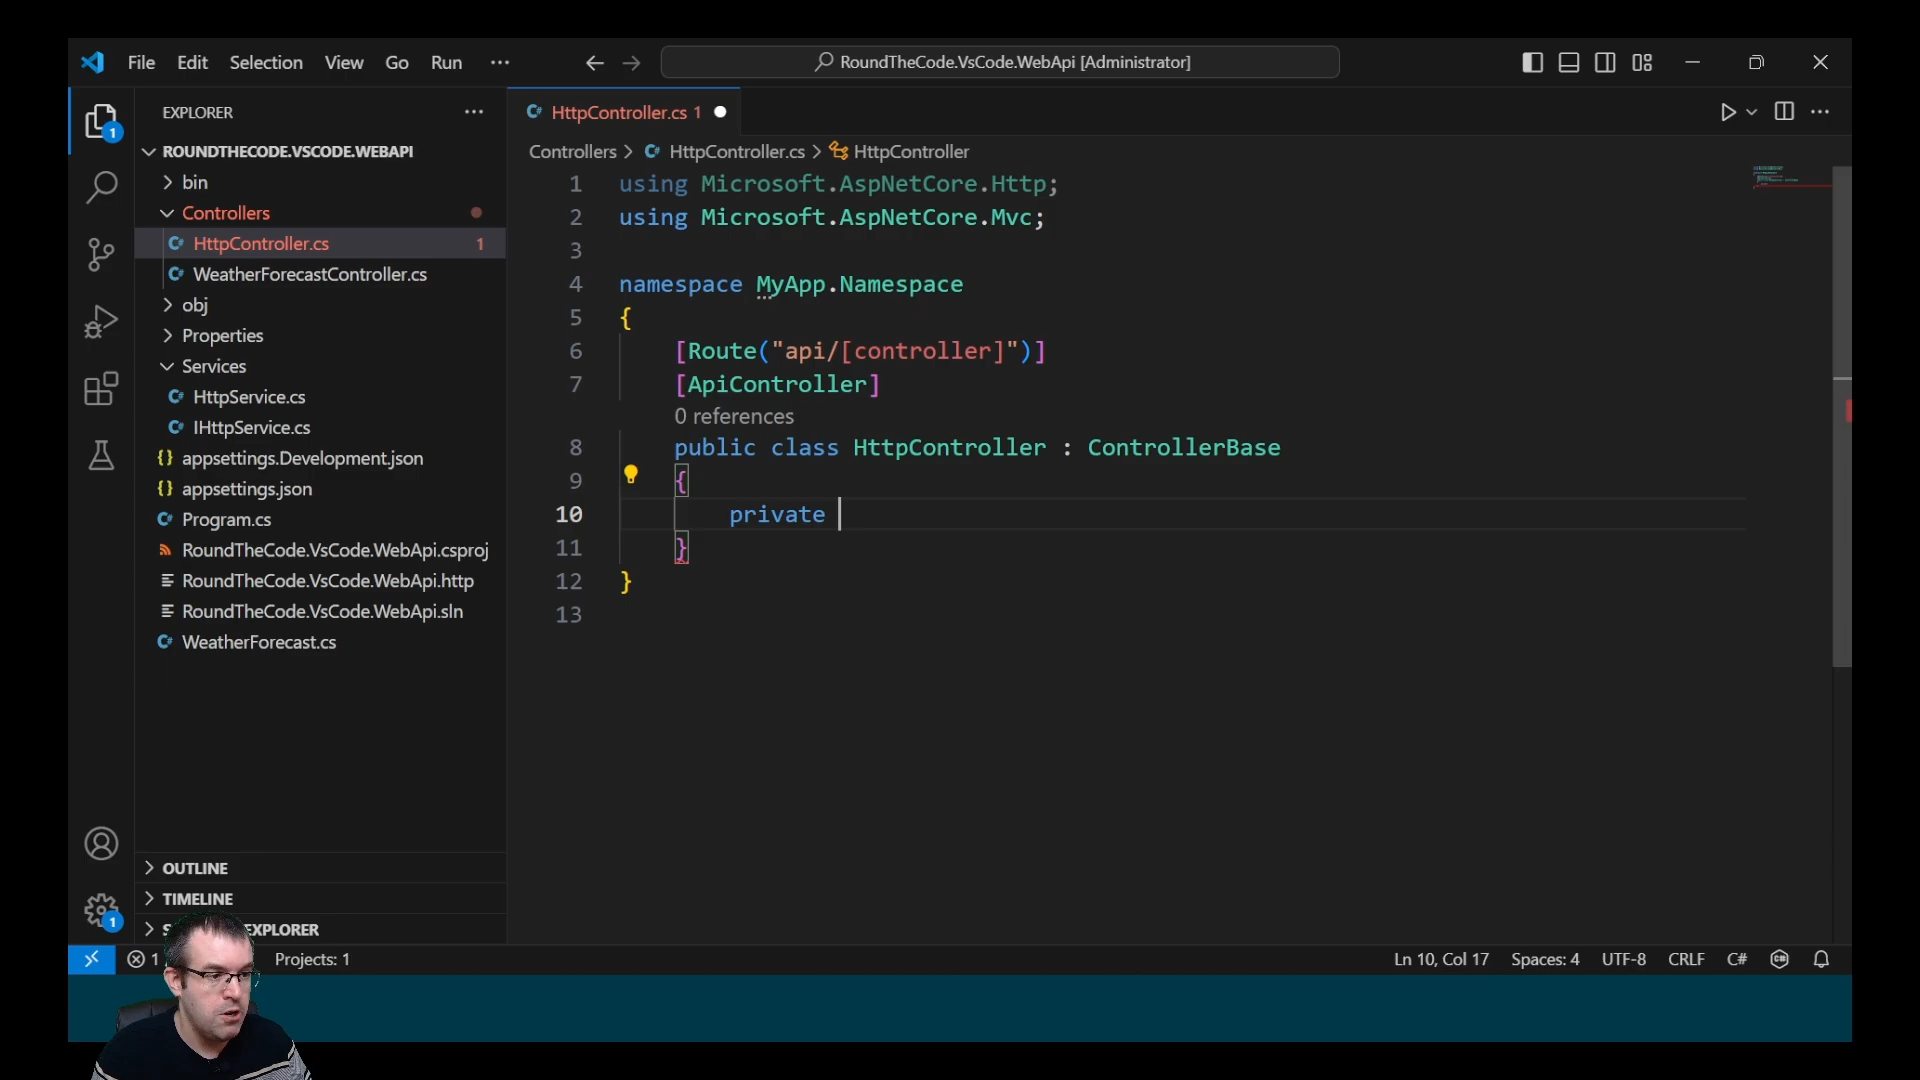 File Edit Selection View Go Run ···
RoundTheCode.VsCode.WebApi [Administrator]
EXPLORER
HttpController.cs 1
ROUNDTHECODE.VSCODE.WEBAPI
bin
Controllers
HttpController.cs 1
WeatherForecastController.cs
obj
Properties
Services
HttpService.cs
IHttpService.cs
{} appsettings.Development.json
{} appsettings.json
Program.cs
RoundTheCode.VsCode.WebApi.csproj
RoundTheCode.VsCode.WebApi.http
RoundTheCode.VsCode.WebApi.sln
WeatherForecast.cs
OUTLINE
TIMELINE
EXPLORER
1
1
Controllers > HttpController.cs > HttpController
1 using Microsoft.AspNetCore.Http;
2 using Microsoft.AspNetCore.Mvc;
3
4 namespace MyApp.Namespace
5 {
6 [Route("api/[controller]")]
7 [ApiController]
0 references
8 public class HttpController : ControllerBase
9 {
10 private
11 }
12 }
13
1 Projects: 1 Ln 10, Col 17 Spaces: 4 UTF-8 CRLF C#